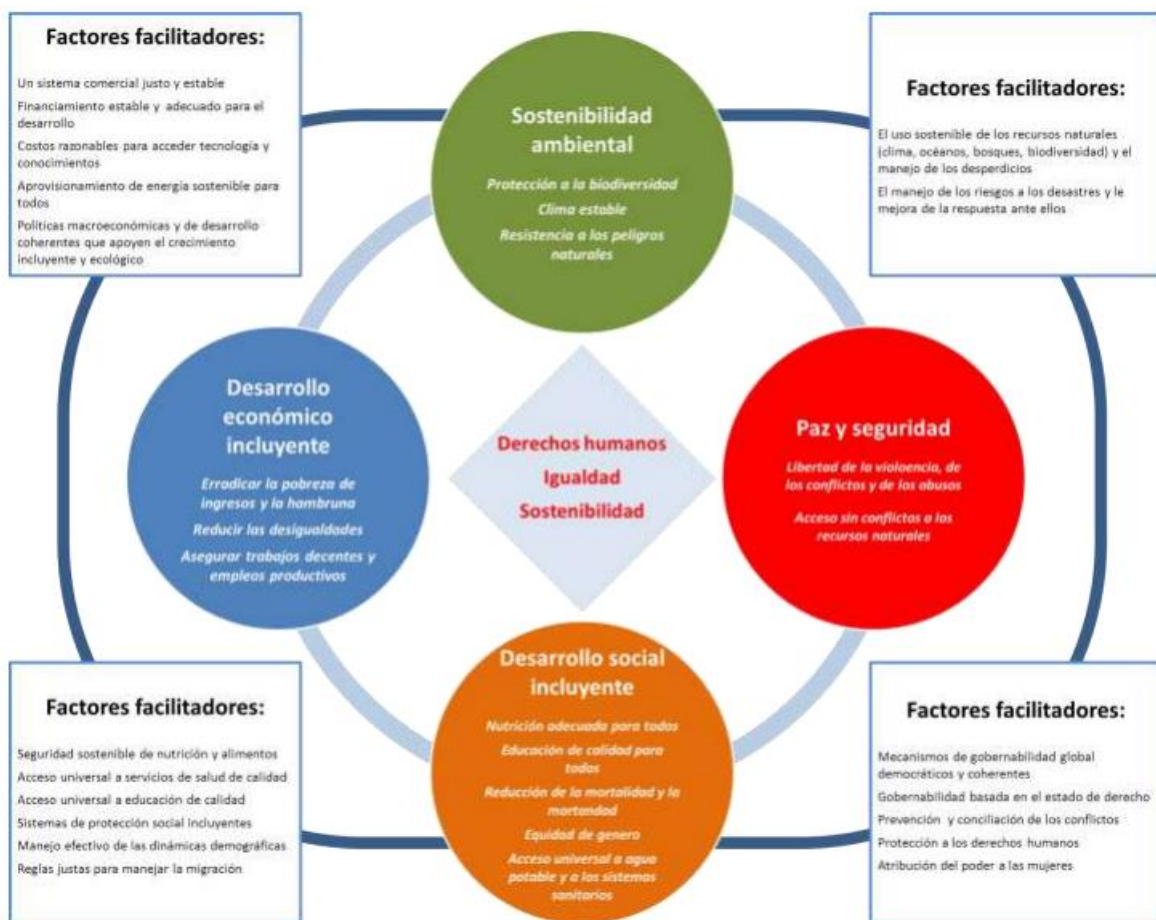 Factores facilitadores:
Un sistema comercial justo y estable
Financiamiento estable y adecuado para el
desarrollo
Costos razonables para acceder tecnología y
conocimientos
Aprovisionamiento de energía sostenible para
todos
Políticas macroeconómicas y de desarrollo
coherentes que apoyen el crecimiento
incluyente y ecológico
Sostenibilidad
ambiental
Protección a la biodiversidad
Clima estable
Resistencia a los peligros
naturales
Factores facilitadores:
El uso sostenible de los recursos naturales
(clima, océanos, bosques, biodiversidad) y el
manejo de los desperdicios
El manejo de los riesgos a los desastres y le
mejora de la respuesta ante ellos
Desarrollo
económico
incluyente
Erradicar la pobreza de
ingresos y la hambruna
Reducir las desigualdades
Asegurar trabajos decentes y
empleos productivos
Derechos humanos
Igualdad
Sostenibilidad
Paz y seguridad
Libertad de la violoencia, de
los conflictos y de los abusos
Acceso sin conflictos a los
recursos naturales
Factores facilitadores:
Seguridad sostenible de nutrición y alimentos
Acceso universal a servicios de salud de calidad
Acceso universal a educación de calidad
Sistemas de protección social incluyentes
Manejo efectivo de las dinámicas demográficas
Reglas justas para manejar la migración
Desarrollo social
incluyente
Nutrición adecuada para todos
Educación de calidad para
todos
Reducción de la mortalidad y la
mortandad
Equidad de genero
Acceso universal a agua
potable y a los sistemas
sanitarios
Factores facilitadores:
Mecanismos de gobernabilidad global
democráticos y coherentes
Gobernabilidad basada en el estado de derecho
Prevención y conciliación de los conflictos
Protección a los derechos humanos
Atribución del poder a las mujeres